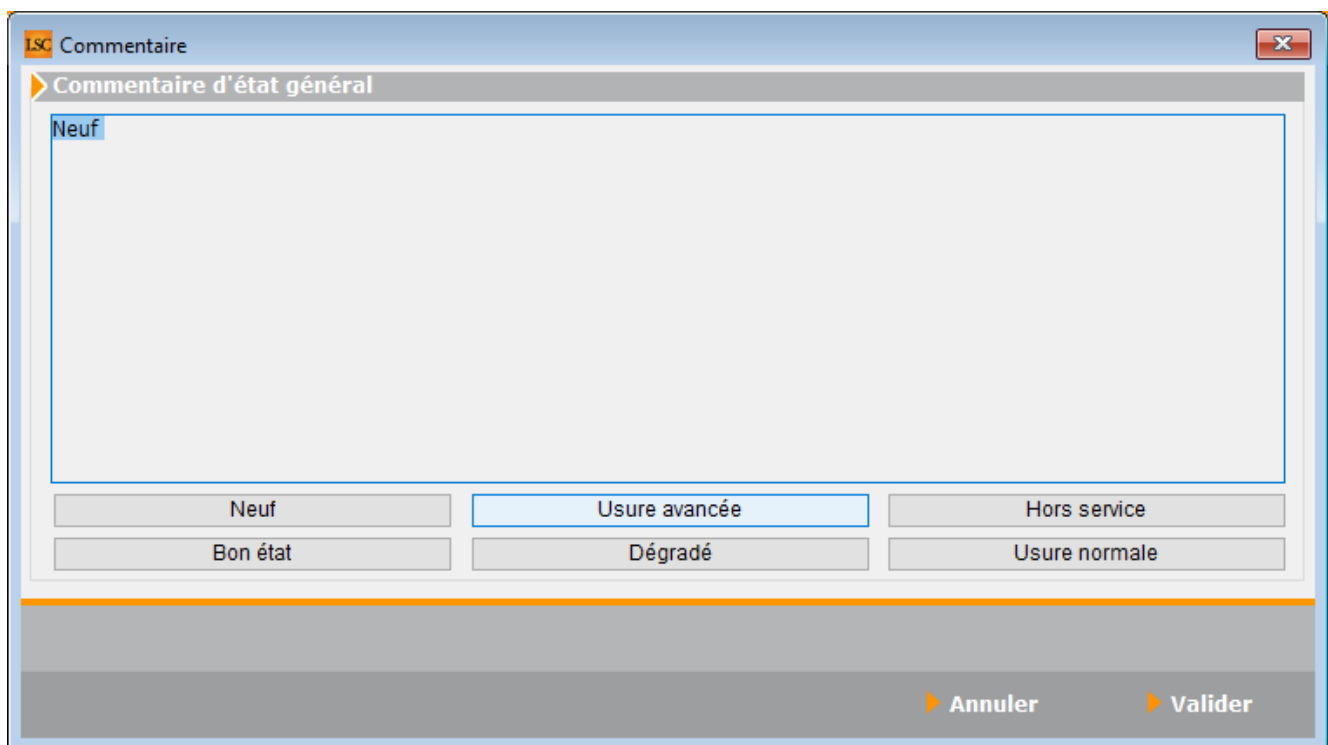 LSC Commentaire
Commentaire d'état général
Neuf
Neuf Usure avancée Hors service
Bon état Dégradé Usure normale
Annuler Valider